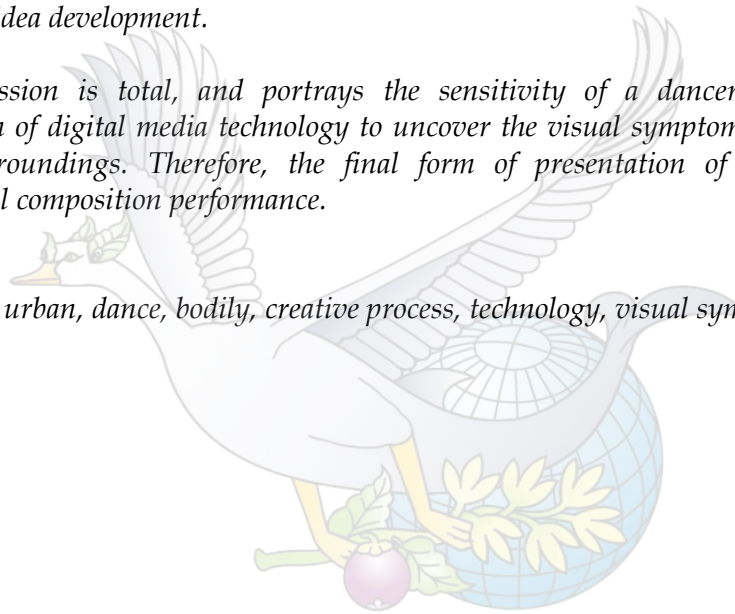 idea development.
ssion is total, and portrays the sensitivity of a dancer
n of digital media technology to uncover the visual symptom
roundings. Therefore, the final form of presentation of
l composition performance.
urban, dance, bodily, creative process, technology, visual sym